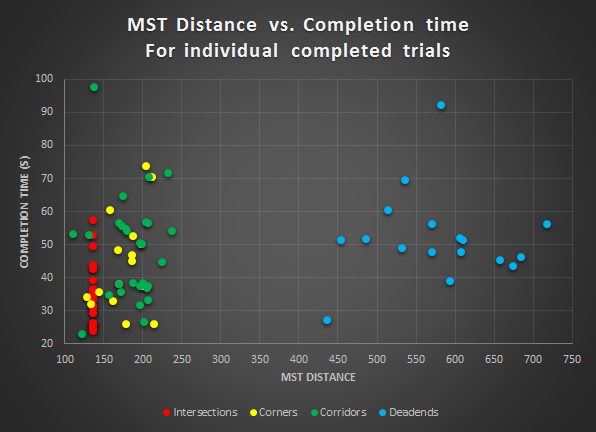 MST Distance vs. Completion time
For individual completed trials
COMPLETION TIME (S)
100
90
80
70
60
50
40
30
20
100 150 200 250 300 350 400 450 500 550 600 650 700 750
MST DISTANCE
Intersections Corners Corridors Deadends